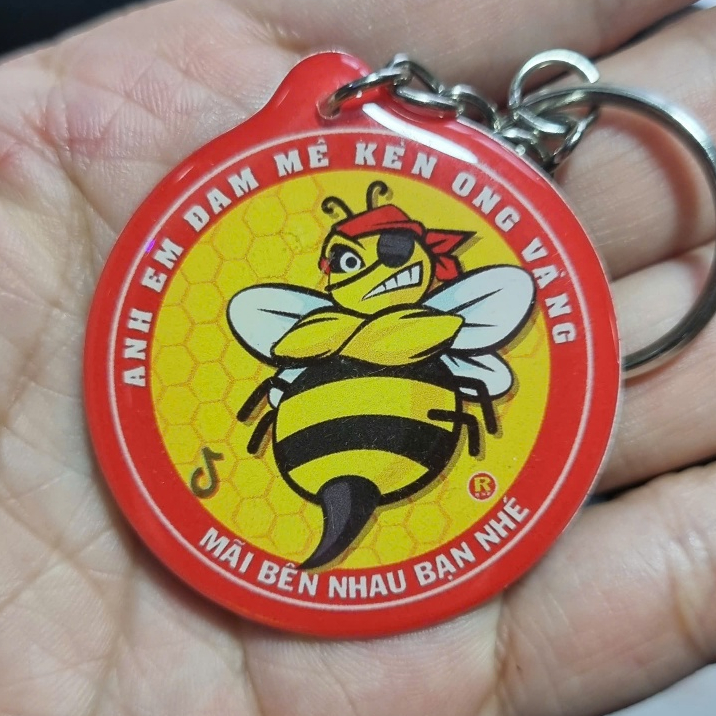 ANH EM ĐAM MÊ KÈN ONG VÀNG
R
MÃI BÊN NHAU BẠN NHÉ